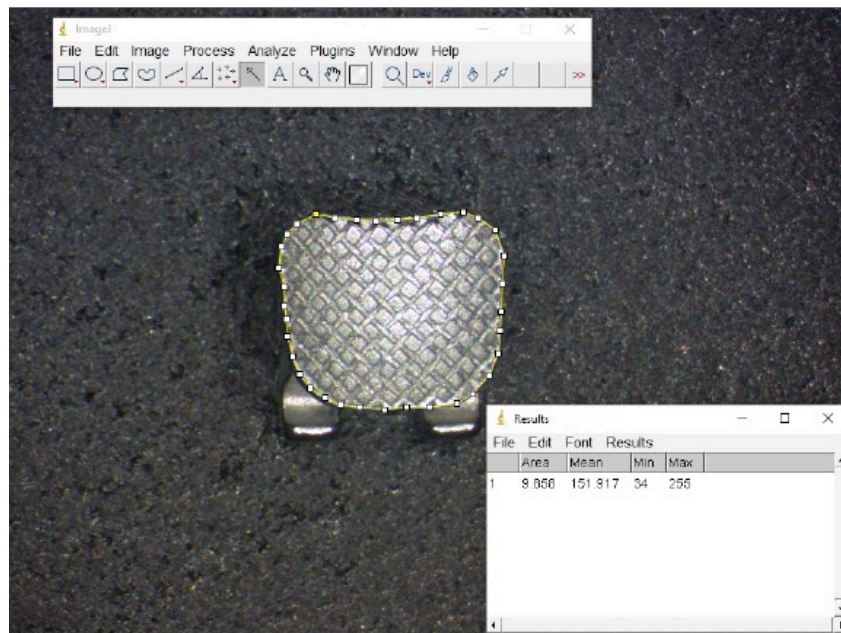 ImageJ
File Edit Image Process Analyze Plugins Window Help
A Dev >>
Results
File Edit Font Results
Area Mean Min Max
1 9.858 151.917 34 255